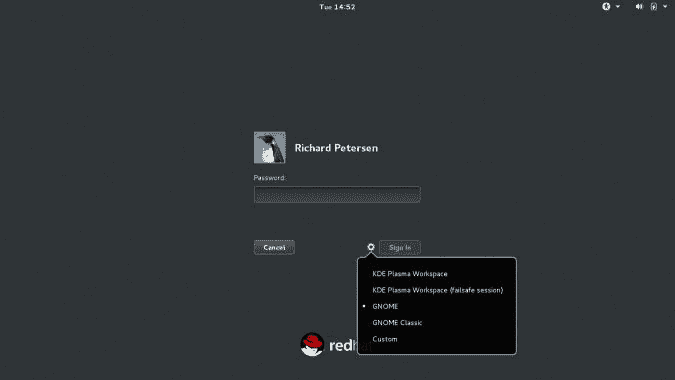 Tue 14:52
Richard Petersen
Password:
Cancel
Sign In
KDE Plasma Workspace
KDE Plasma Workspace (failsafe session)
GNOME
GNOME Classic
Custom